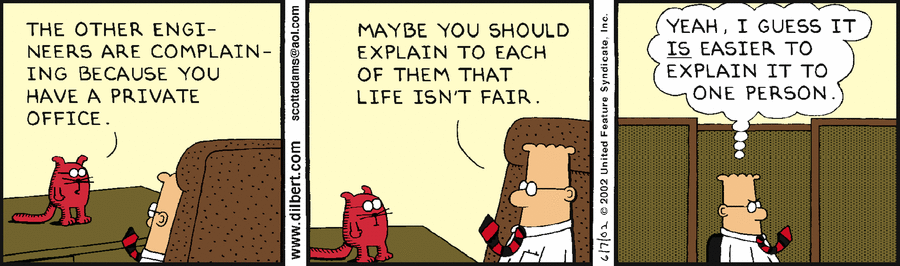 THE OTHER ENGI-
NEERS ARE COMPLAIN-
ING BECAUSE YOU
HAVE A PRIVATE
OFFICE.
www.dilbert.com scottadams@aol.com
MAYBE YOU SHOULD
EXPLAIN TO EACH
OF THEM THAT
LIFE ISN'T FAIR.
6/7/02 © 2002 United Feature Syndicate, Inc.
YEAH, I GUESS IT
IS EASIER TO
EXPLAIN IT TO
ONE PERSON.